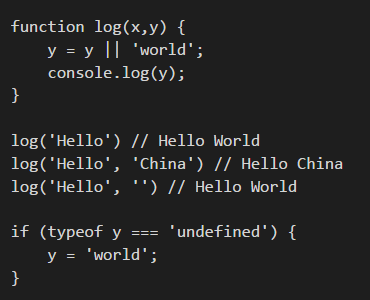 function log(x,y) {
    y = y || 'world';
    console.log(y);
}

log('Hello') // Hello World
log('Hello', 'China') // Hello China
log('Hello', '') // Hello World

if (typeof y === 'undefined') {
    y = 'world';
}